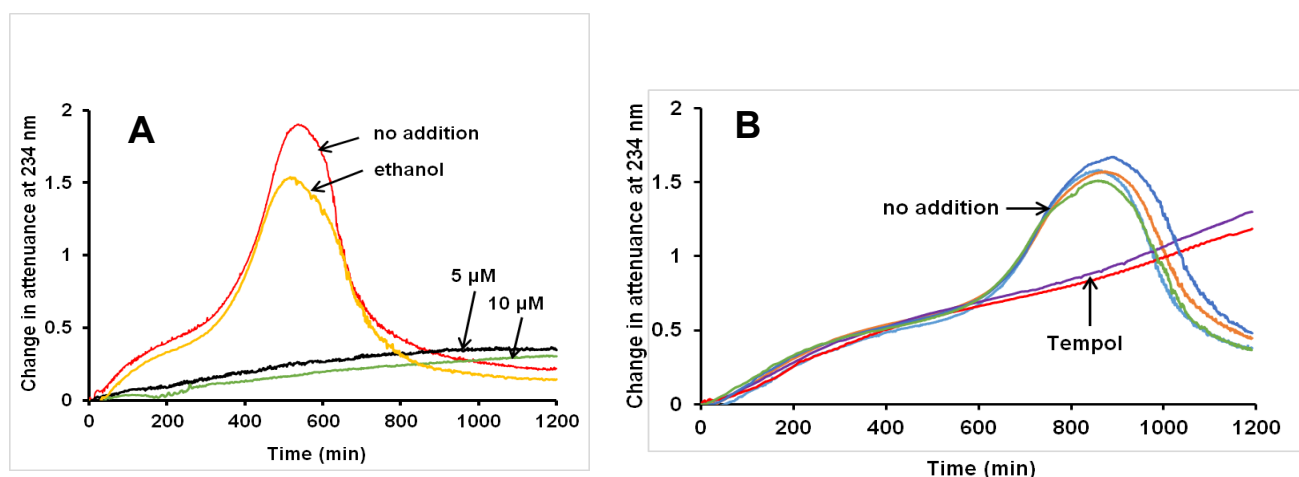 A
Change in attenuance at 234 nm
2
1.5
1
0.5
0
no addition
ethanol
5 µM
10 µM
0 200 400 600 800 1000 1200
Time (min)
B
Change in attenuance at 234 nm
2
1.5
1
0.5
0
no addition
Tempol
0 200 400 600 800 1000 1200
Time (min)